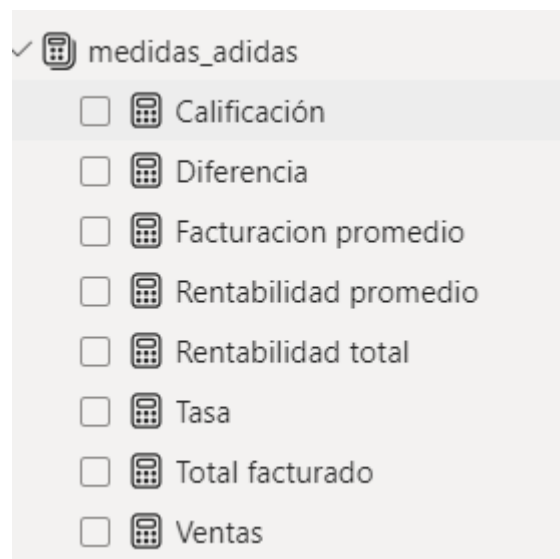 medidas_adidas
Calificación
Diferencia
Facturacion promedio
Rentabilidad promedio
Rentabilidad total
Tasa
Total facturado
Ventas